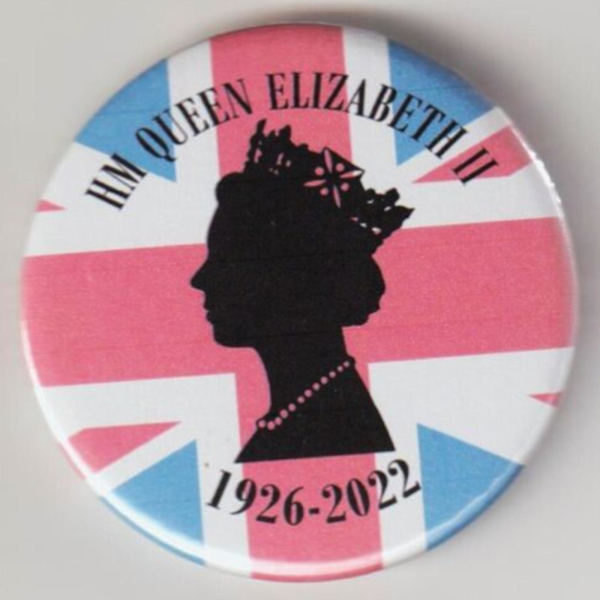 HM QUEEN ELIZABETH II
1926-2022